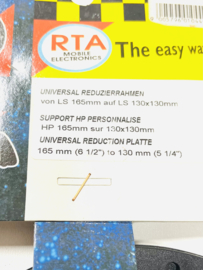 RTA
MOBILE
ELECTRONICS
The easy wa
UNIVERSAL REDUZIERRAHMEN
von LS 165mm auf LS 130x130mm
SUPPORT HP PERSONNALISE
HP 165mm sur 130x130mm
UNIVERSAL REDUCTION PLATTE
165 mm (6 1/2") to 130 mm (5 1/4")